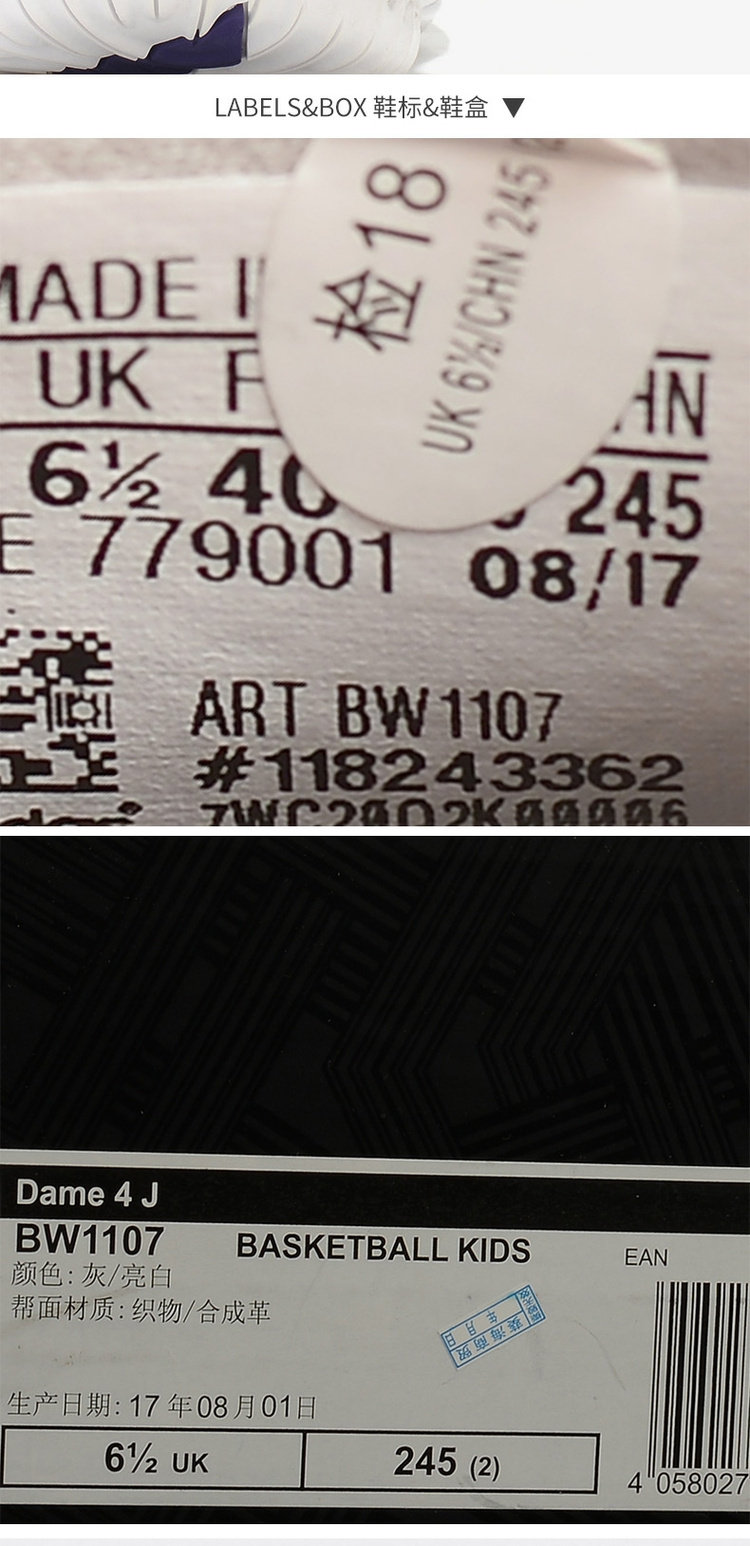 LABELS&BOX 鞋标&鞋盒 ▼
检18
UK 6½/CHN 245
MADE I
UK F HN
6½ 40 245
E 779001 08/17
ART BW1107
#118243362
Dame 4 J
BW1107 BASKETBALL KIDS EAN
颜色: 灰/亮白
帮面材质: 织物/合成革
年 月 日
生产日期: 17 年 08 月 01 日
6½ UK 245 (2)
4 058027